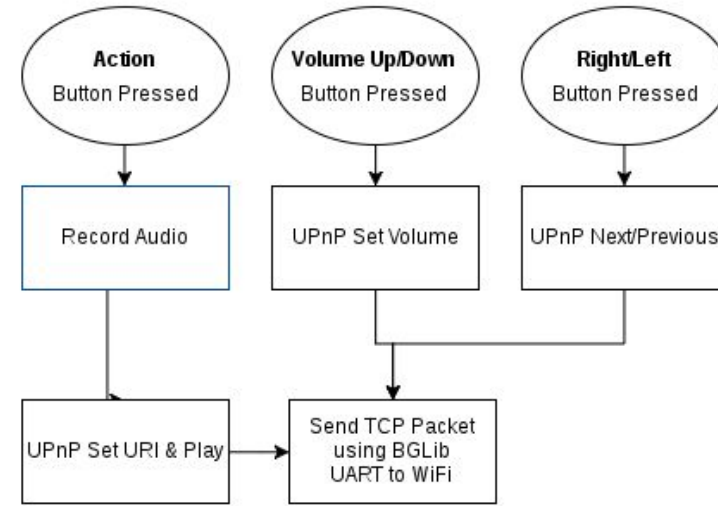 Action
Button Pressed
Volume Up/Down
Button Pressed
Right/Left
Button Pressed
Record Audio
UPnP Set Volume
UPnP Next/Previous
UPnP Set URI & Play
Send TCP Packet
using BGLib
UART to WiFi